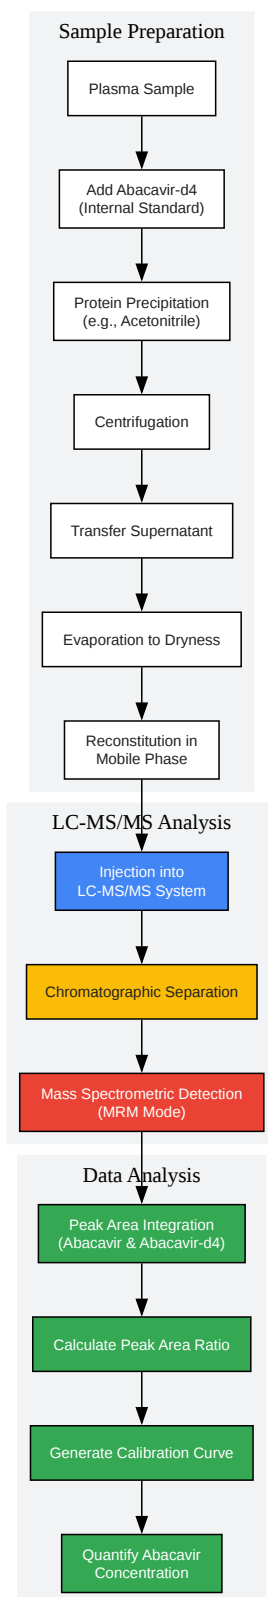 Sample Preparation
Plasma Sample
Add Abacavir-d4
(Internal Standard)
Protein Precipitation
(e.g., Acetonitrile)
Centrifugation
Transfer Supernatant
Evaporation to Dryness
Reconstitution in
Mobile Phase
LC-MS/MS Analysis
Injection into
LC-MS/MS System
Chromatographic Separation
Mass Spectrometric Detection
(MRM Mode)
Data Analysis
Peak Area Integration
(Abacavir & Abacavir-d4)
Calculate Peak Area Ratio
Generate Calibration Curve
Quantify Abacavir
Concentration